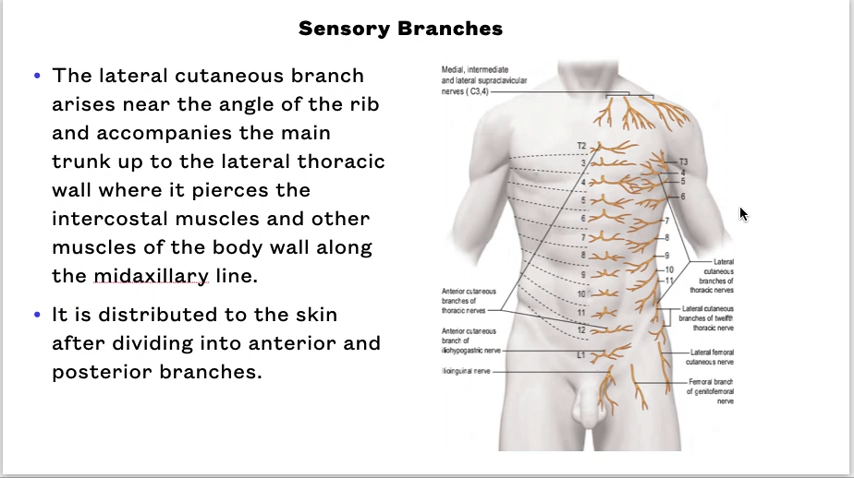 Sensory Branches
• The lateral cutaneous branch
arises near the angle of the rib
and accompanies the main
trunk up to the lateral thoracic
wall where it pierces the
intercostal muscles and other
muscles of the body wall along
the midaxillary line.
• It is distributed to the skin
after dividing into anterior and
posterior branches.
Medial, intermediate
and lateral supraclavicular
nerves ( C3,4)
T2
3
4
5
6
7
8
9
10
11
12
L1
T3
4
5
6
7
8
9
10
11
Anterior cutaneous
branches of
thoracic nerves
Anterior cutaneous
branch of
iliohypogastric nerve
Ilioinguinal nerve
Lateral
cutaneous
branches of
thoracic nerves
Lateral cutaneous
branches of twelfth
thoracic nerve
Lateral femoral
cutaneous nerve
Femoral branch
of genitofemoral
nerve